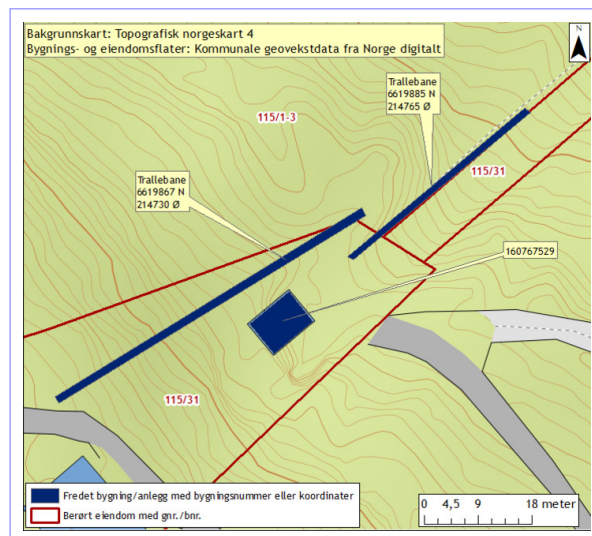 Bakgrunnskart: Topografisk norgeskart 4
Bygnings- og eiendomsflater: Kommunale geovekstdata fra Norge digitalt
N
Trallebane
6619885 N
214765 Ø
115/1-3
115/31
Trallebane
6619867 N
214730 Ø
160767529
115/31
Fredet bygning/anlegg med bygningsnummer eller koordinater
Berørt eiendom med gnr./bnr.
0 4,5 9 18 meter